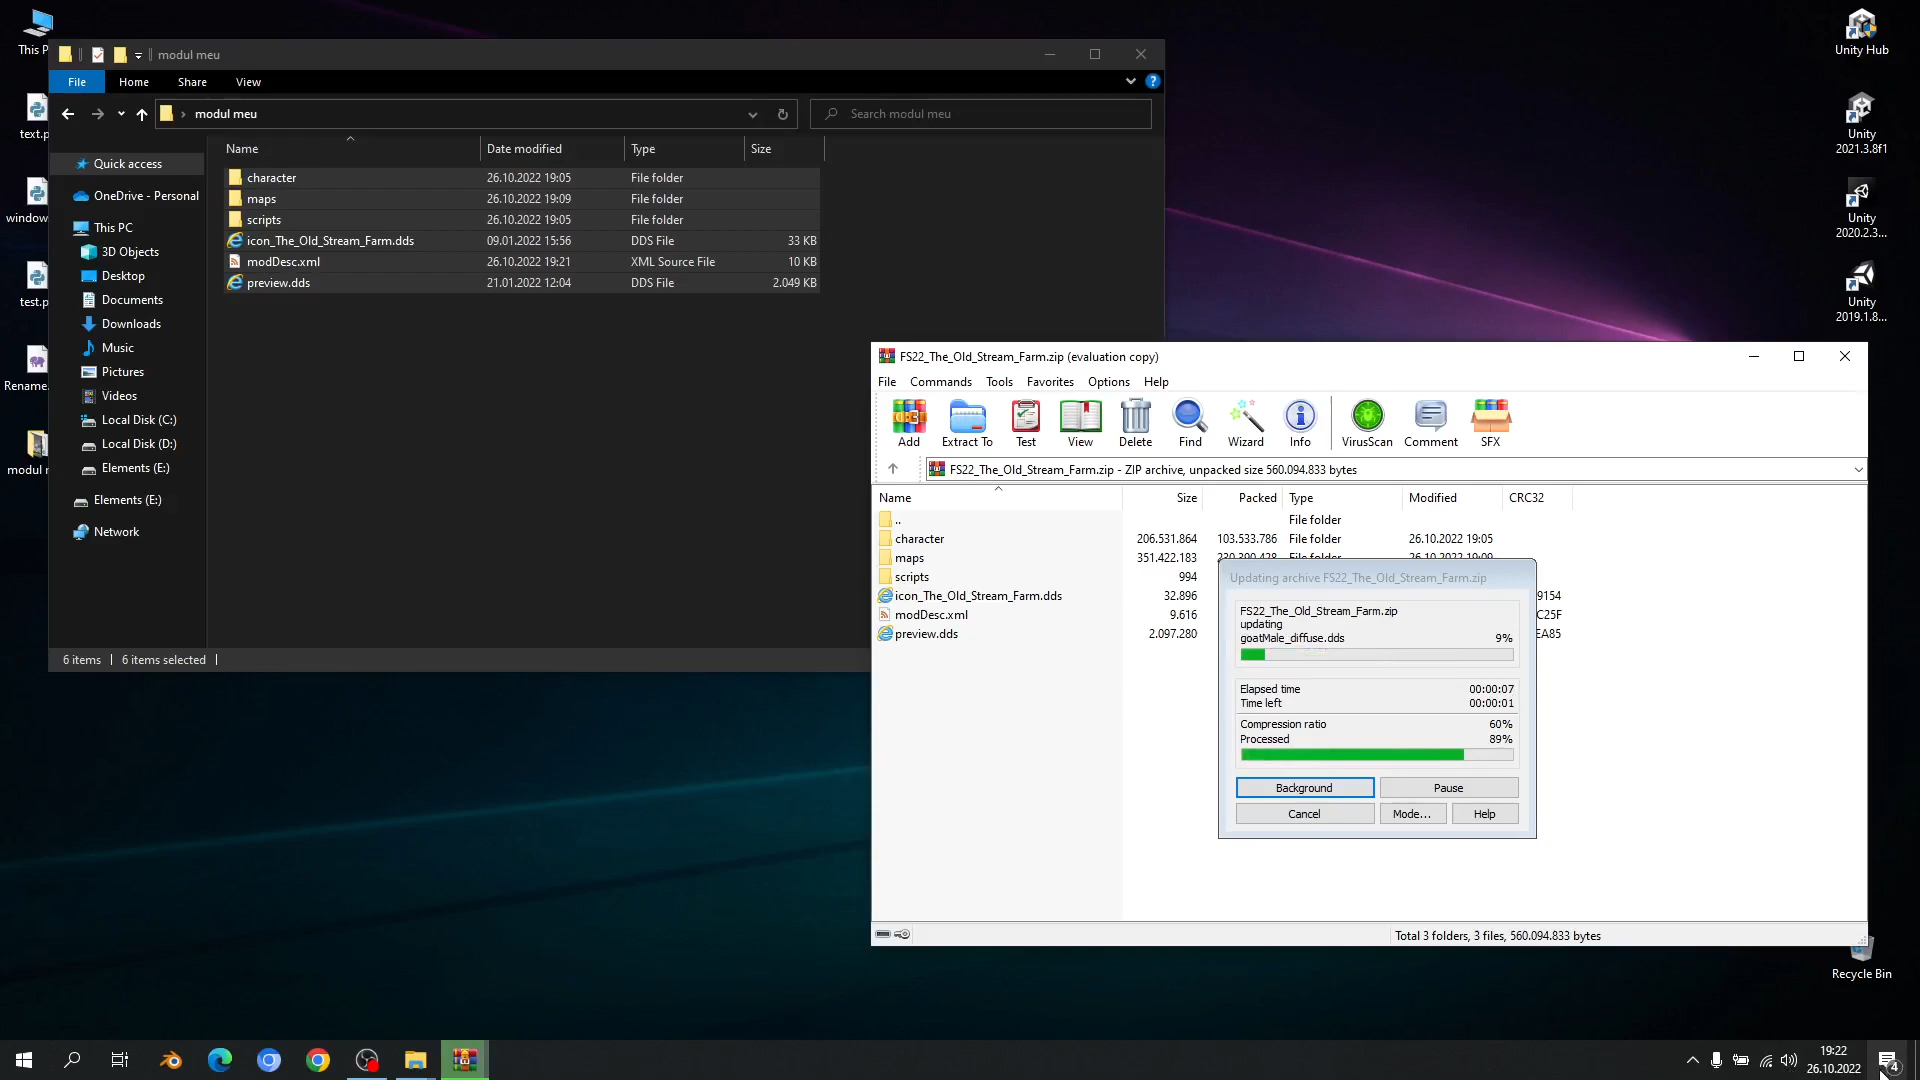 This P
text.p
window
test.p
Rename.
modul r
modul meu
File
Home
Share
View
modul meu
Search modul meu
Name
Date modified
Type
Size
Quick access
OneDrive - Personal
This PC
3D Objects
Desktop
Documents
Downloads
Music
Pictures
Videos
Local Disk (C:)
Local Disk (D:)
Elements (E:)
Elements (E:)
Network
character 26.10.2022 19:05 File folder
maps 26.10.2022 19:09 File folder
scripts 26.10.2022 19:05 File folder
icon_The_Old_Stream_Farm.dds 09.01.2022 15:56 DDS File 33 KB
modDesc.xml 26.10.2022 19:21 XML Source File 10 KB
preview.dds 21.01.2022 12:04 DDS File 2.049 KB
6 items
6 items selected
FS22_The_Old_Stream_Farm.zip (evaluation copy)
File Commands Tools Favorites Options Help
Add Extract To Test View Delete Find Wizard Info VirusScan Comment SFX
FS22_The_Old_Stream_Farm.zip - ZIP archive, unpacked size 560.094.833 bytes
Name Size Packed Type Modified CRC32
.. File folder
character 206.531.864 103.533.786 File folder 26.10.2022 19:05
maps 351.422.183 230.390.428 File folder 26.10.2022 19:09
scripts 994
icon_The_Old_Stream_Farm.dds 32.896 9154
modDesc.xml 9.616 C25F
preview.dds 2.097.280 EA85
Updating archive FS22_The_Old_Stream_Farm.zip
FS22_The_Old_Stream_Farm.zip
updating
goatMale_diffuse.dds 9%
Elapsed time 00:00:07
Time left 00:00:01
Compression ratio 60%
Processed 89%
Background
Pause
Cancel
Mode...
Help
Total 3 folders, 3 files, 560.094.833 bytes
Unity Hub
Unity
2021.3.8f1
Unity
2020.2.3...
Unity
2019.1.8...
Recycle Bin
19:22
26.10.2022
4